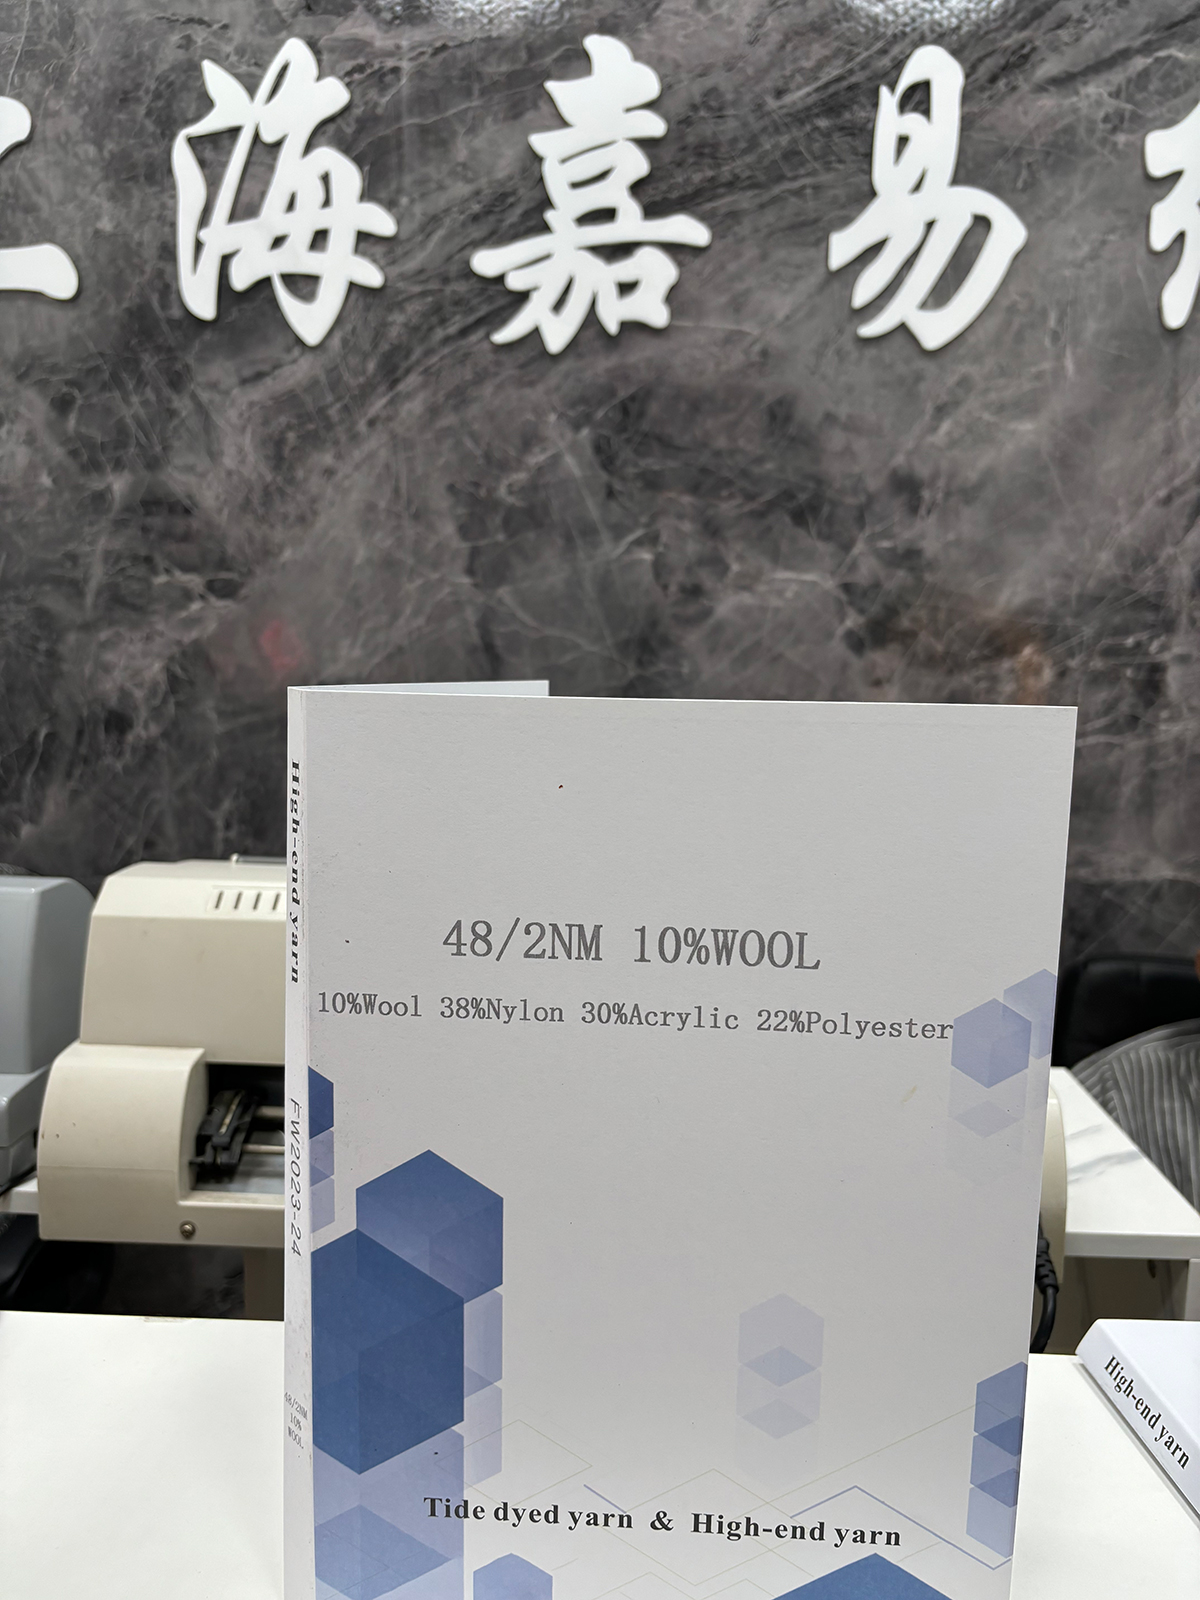 上海嘉易
High-end yarn
FW2023-24
48/2NM
10%
WOOL
48/2NM 10%WOOL
10%Wool 38%Nylon 30%Acrylic 22%Polyester
Tide dyed yarn & High-end yarn
High-end yarn